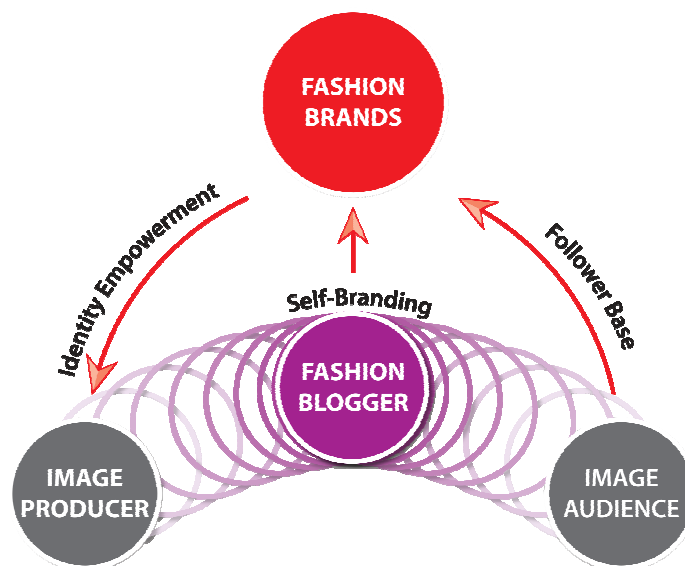 FASHION
BRANDS
Identity Empowerment
Follower Base
Self-Branding
FASHION
BLOGGER
IMAGE
PRODUCER
IMAGE
AUDIENCE